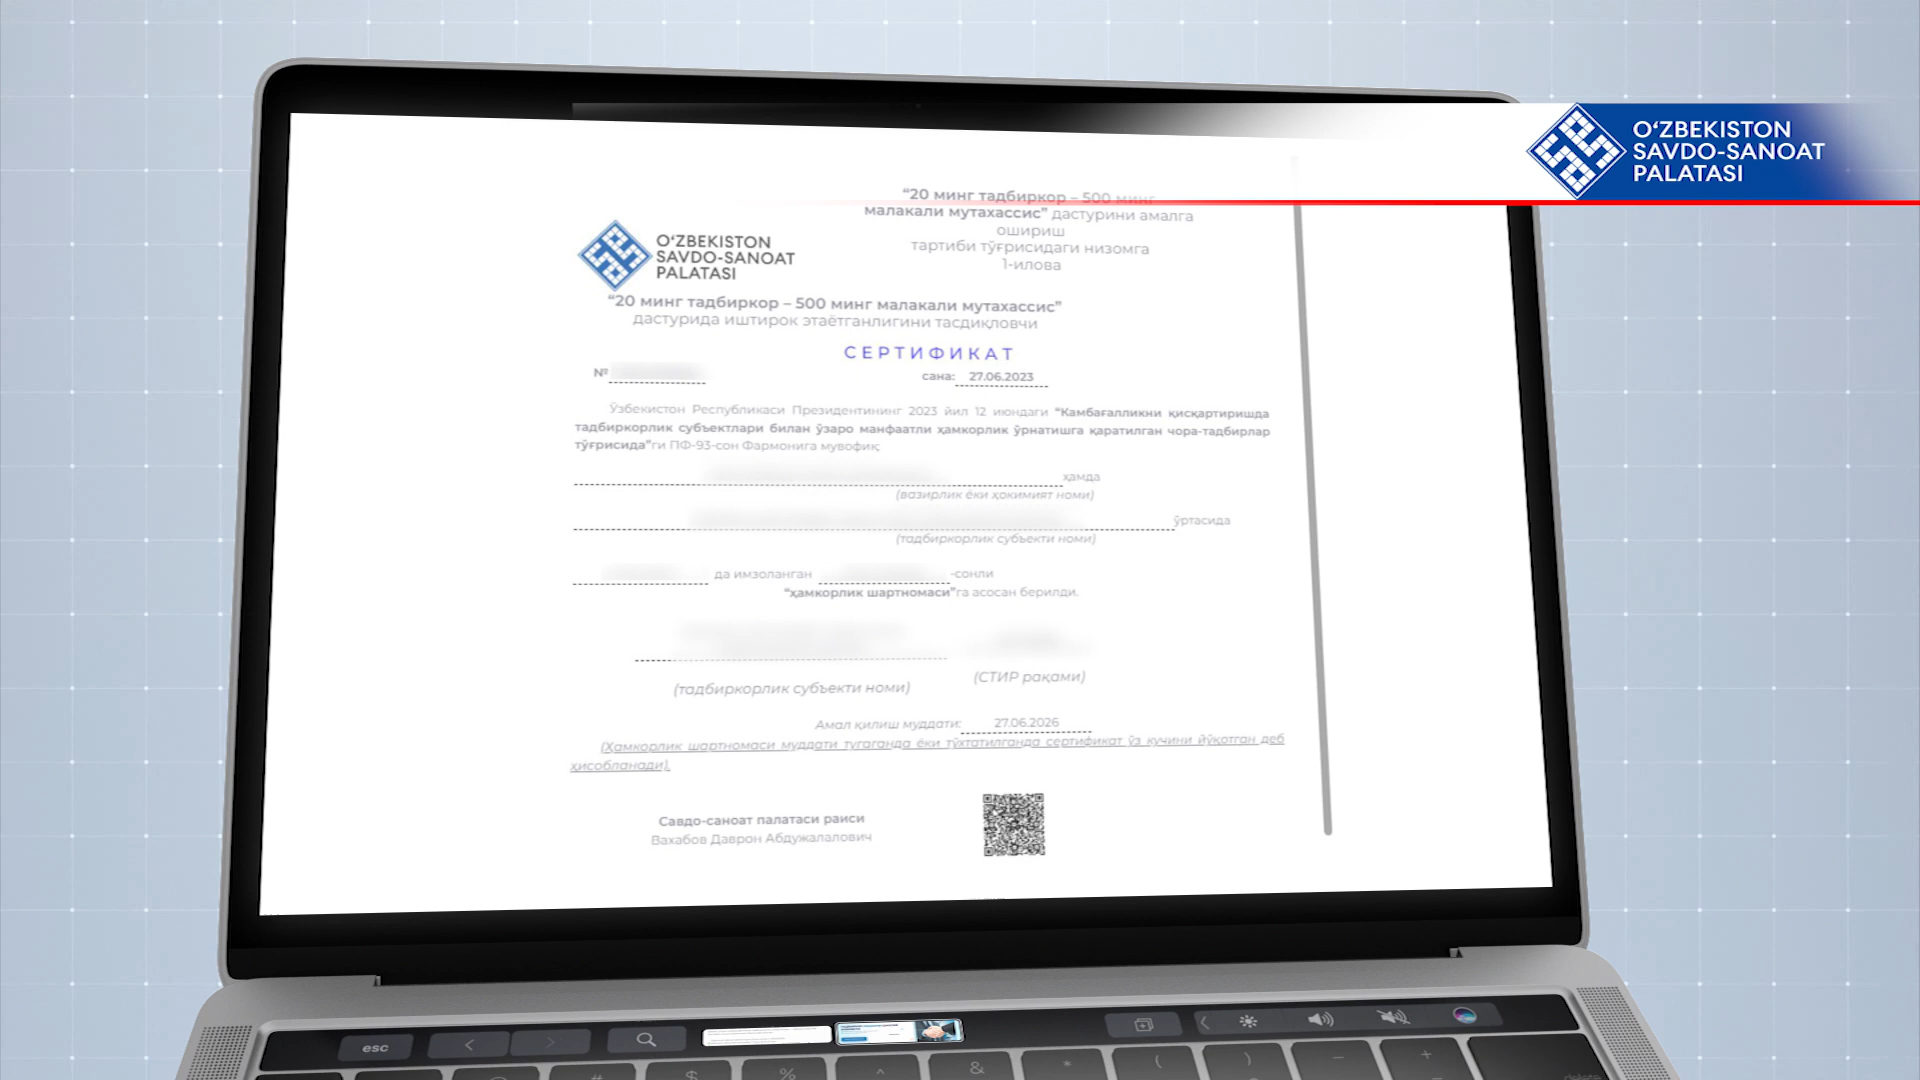 O‘ZBEKISTON
SAVDO-SANOAT
PALATASI
“20 минг тадбиркор – 500 минг
малакали мутахассис” дастурини амалга
ошириш
тартиби тўғрисидаги низомга
1-илова
O‘ZBEKISTON
SAVDO-SANOAT
PALATASI
“20 минг тадбиркор – 500 минг малакали мутахассис”
дастурида иштирок этаётганлигини тасдиқловчи
СЕРТИФИКАТ
№
сана: 27.06.2023
Ўзбекистон Республикаси Президентининг 2023 йил 12 июндаги “Камбағалликни қисқартиришда
тадбиркорлик субъектлари билан ўзаро манфаатли ҳамкорлик ўрнатишга қаратилган чора-тадбирлар
тўғрисида”ги ПФ-93-сон Фармонига мувофиқ
ҳамда
(вазирлик ёки ҳокимият номи)
ўртасида
(тадбиркорлик субъекти номи)
да имзоланган -сонли
“ҳамкорлик шартномаси”га асосан берилди.
(тадбиркорлик субъекти номи)
(СТИР рақами)
Амал қилиш муддати: 27.06.2026
(Ҳамкорлик шартномаси муддати тугаганда ёки тўхтатилганда сертификат ўз кучини йўқотган деб
ҳисобланади).
Савдо-саноат палатаси раиси
Вахабов Даврон Абдужалалович
esc